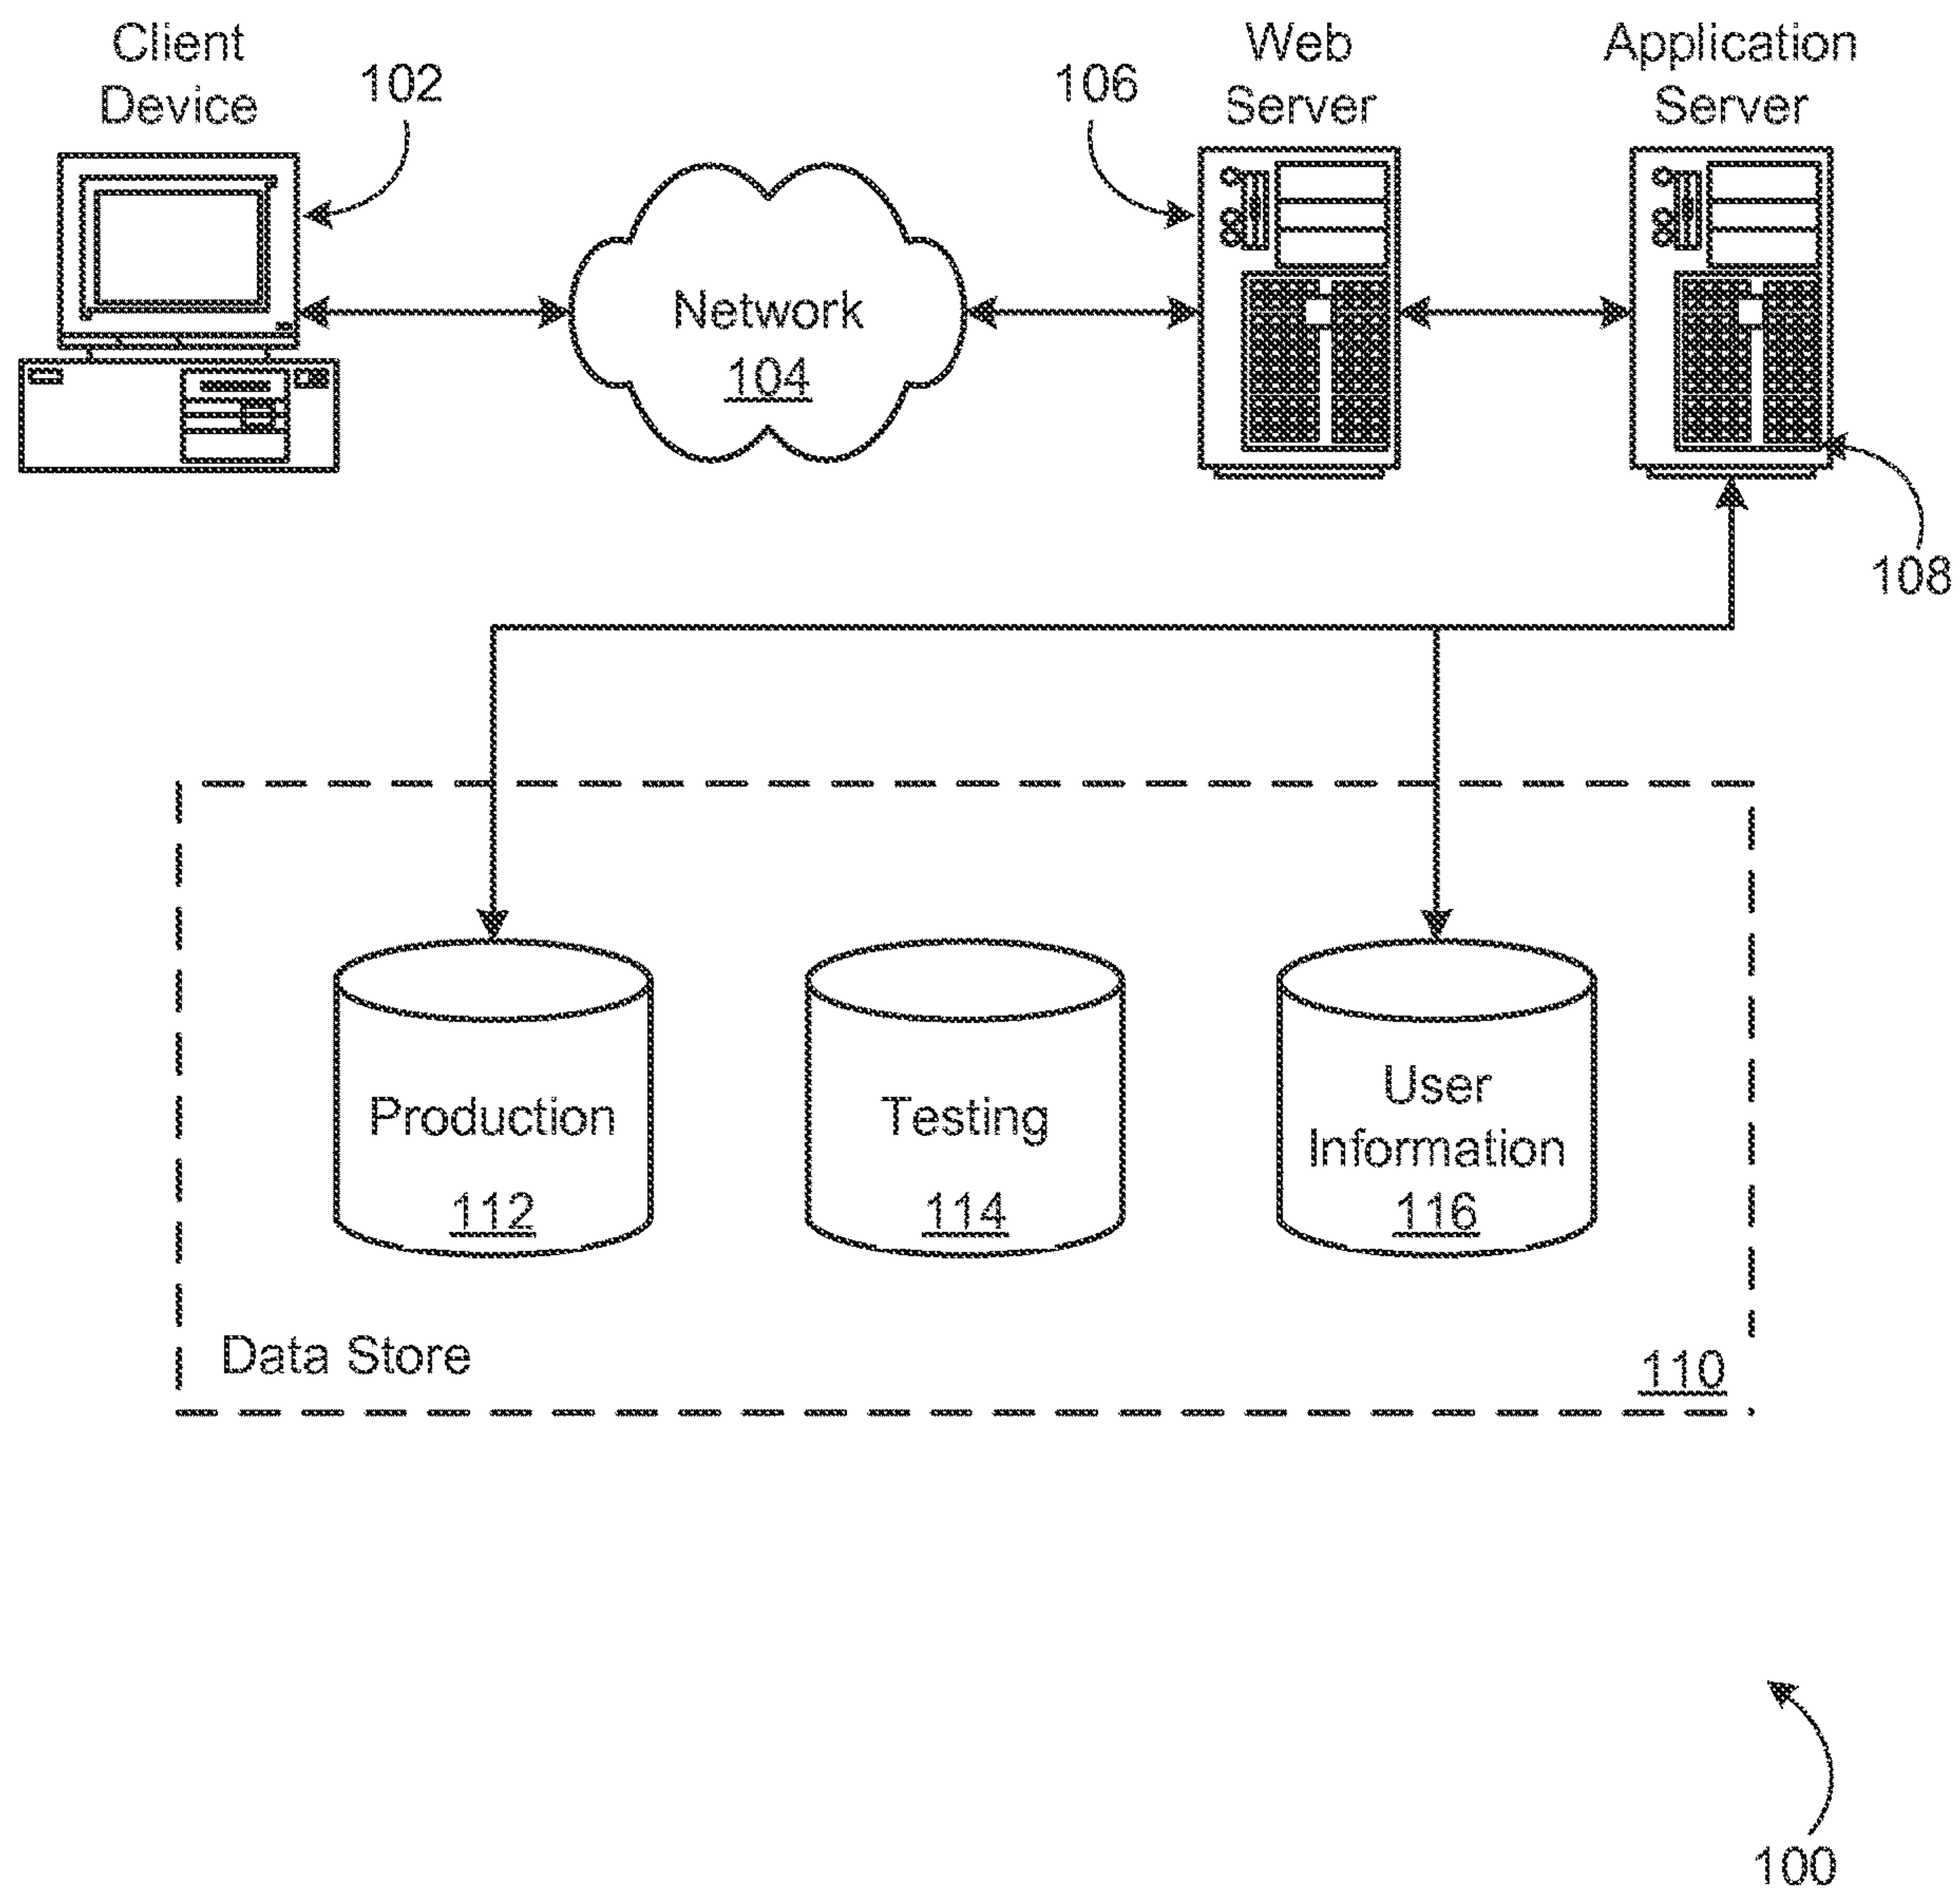 Client
Device
102
106
Web
Server
Application
Server
Network
104
108
Production
112
Testing
114
User
Information
116
Data Store
110
100